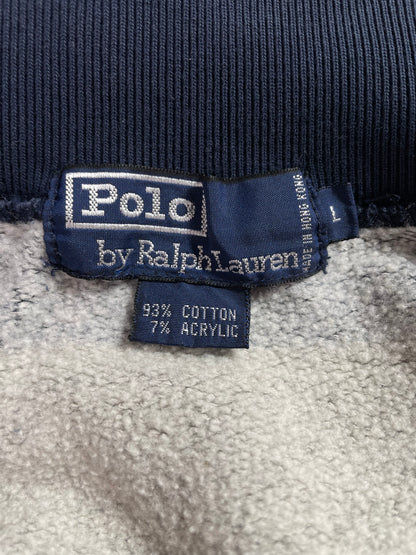 Polo
by Ralph Lauren
MADE IN HONG KONG
L
93% COTTON
7% ACRYLIC